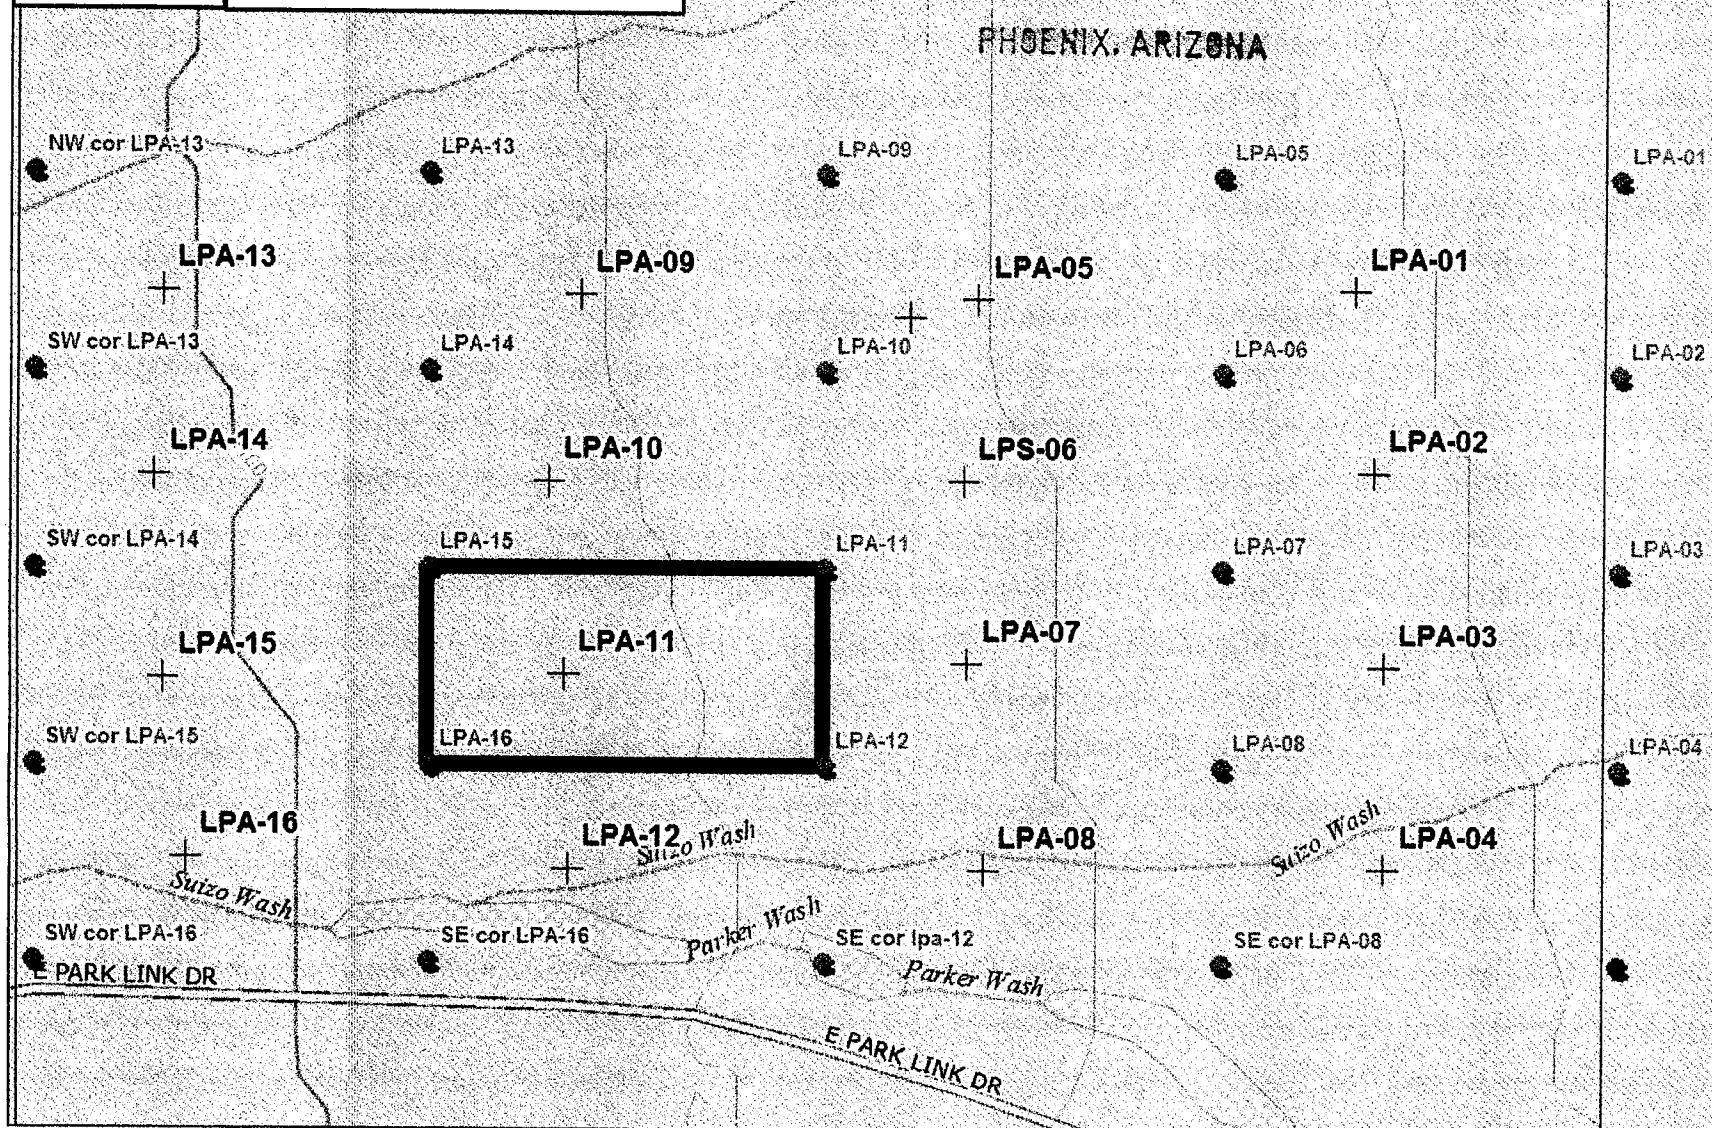 PHOENIX, ARIZONA
NW cor LPA-13
LPA-13
LPA-09
LPA-05
LPA-01
LPA-13
LPA-09
LPA-05
LPA-01
SW cor LPA-13
LPA-14
LPA-10
LPA-06
LPA-02
LPA-14
LPA-10
LPS-06
LPA-02
SW cor LPA-14
LPA-15
LPA-11
LPA-07
LPA-03
LPA-15
LPA-11
LPA-07
LPA-03
SW cor LPA-15
LPA-16
LPA-12
LPA-08
LPA-04
LPA-16
LPA-12
Suizo Wash
LPA-08
Suizo Wash
LPA-04
Suizo Wash
Parker Wash
SW cor LPA-16
SE cor LPA-16
SE cor lpa-12
SE cor LPA-08
E PARK LINK DR
Parker Wash
E PARK LINK DR